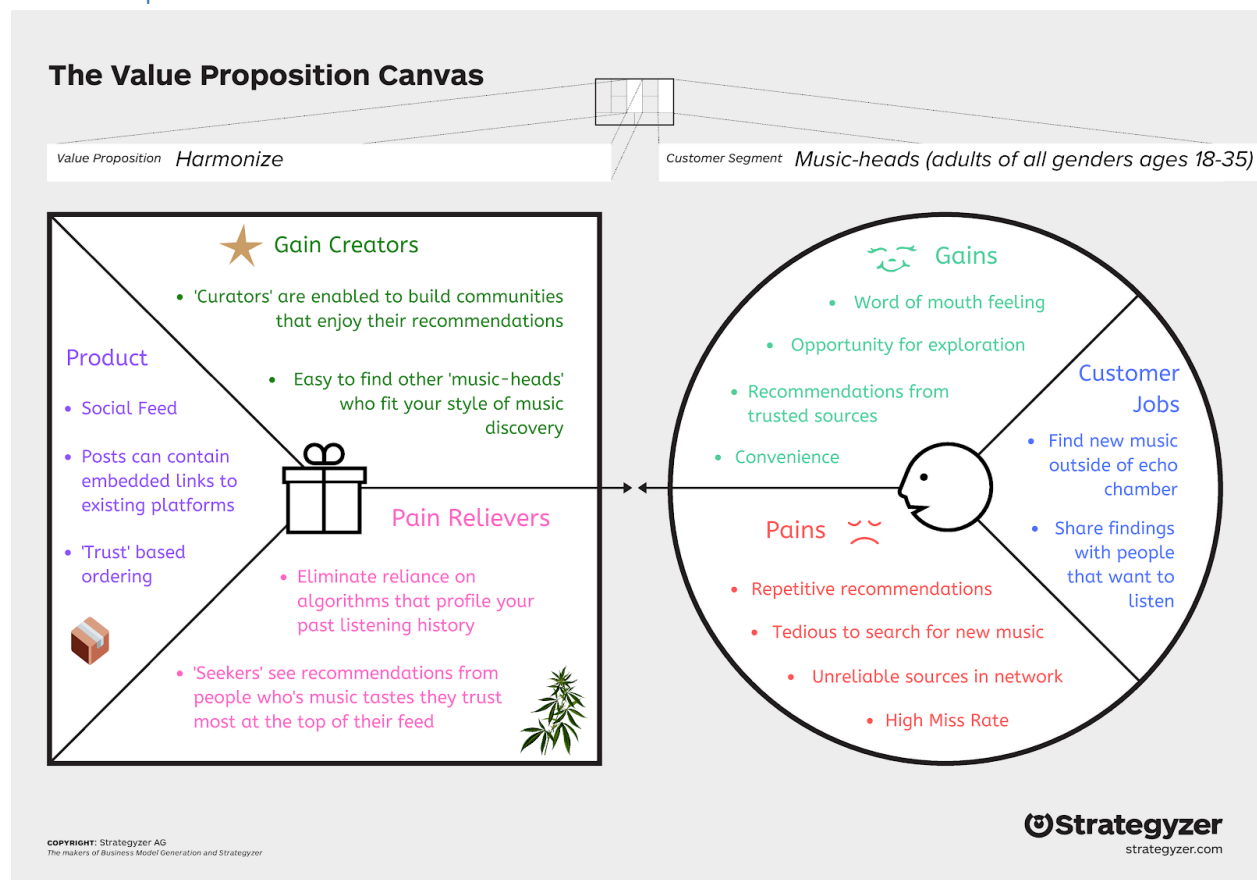 The Value Proposition Canvas
Value Proposition Harmonize
Customer Segment Music-heads (adults of all genders ages 18-35)
Gain Creators
• 'Curators' are enabled to build communities
that enjoy their recommendations
• Easy to find other 'music-heads'
who fit your style of music
discovery
Product
• Social Feed
• Posts can contain
embedded links to
existing platforms
• 'Trust' based
ordering
Pain Relievers
• Eliminate reliance on
algorithms that profile your
past listening history
• 'Seekers' see recommendations from
people who's music tastes they trust
most at the top of their feed
Gains
• Word of mouth feeling
• Opportunity for exploration
• Recommendations from
trusted sources
• Convenience
Customer
Jobs
• Find new music
outside of echo
chamber
• Share findings
with people
that want to
listen
Pains
• Repetitive recommendations
• Tedious to search for new music
• Unreliable sources in network
• High Miss Rate
COPYRIGHT: Strategyzer AG
The makers of Business Model Generation and Strategyzer
Strategyzer
strategyzer.com